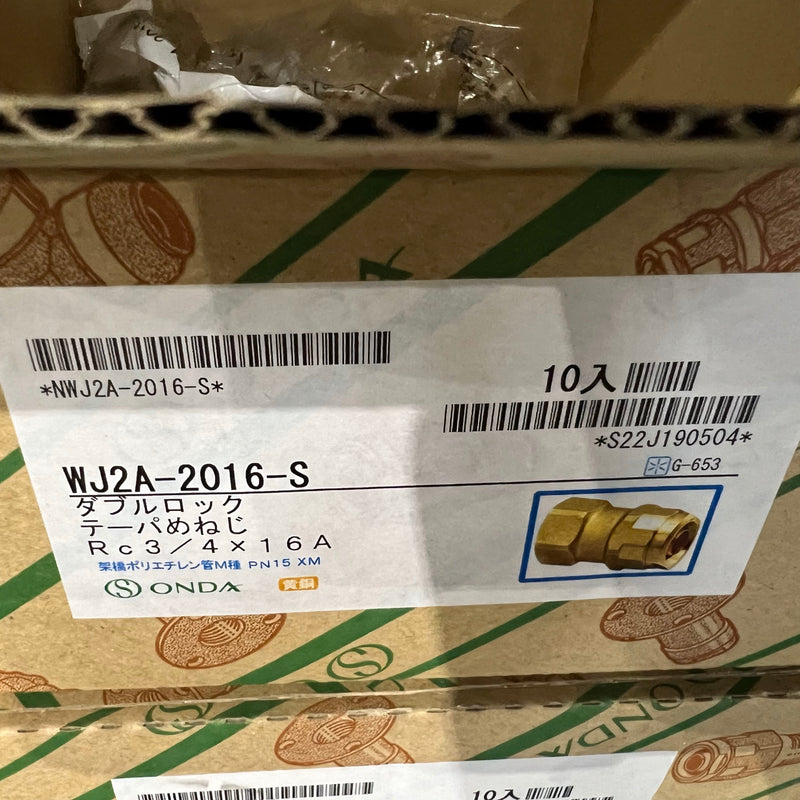 *NWJ2A-2016-S*
10入
*S22J190504*
WJ2A-2016-S
G-653
ダブルロック
テーパめねじ
Rc3/4×16A
架橋ポリエチレン管M種 PN15 XM
S ONDA 黄銅
S ONDA
10入